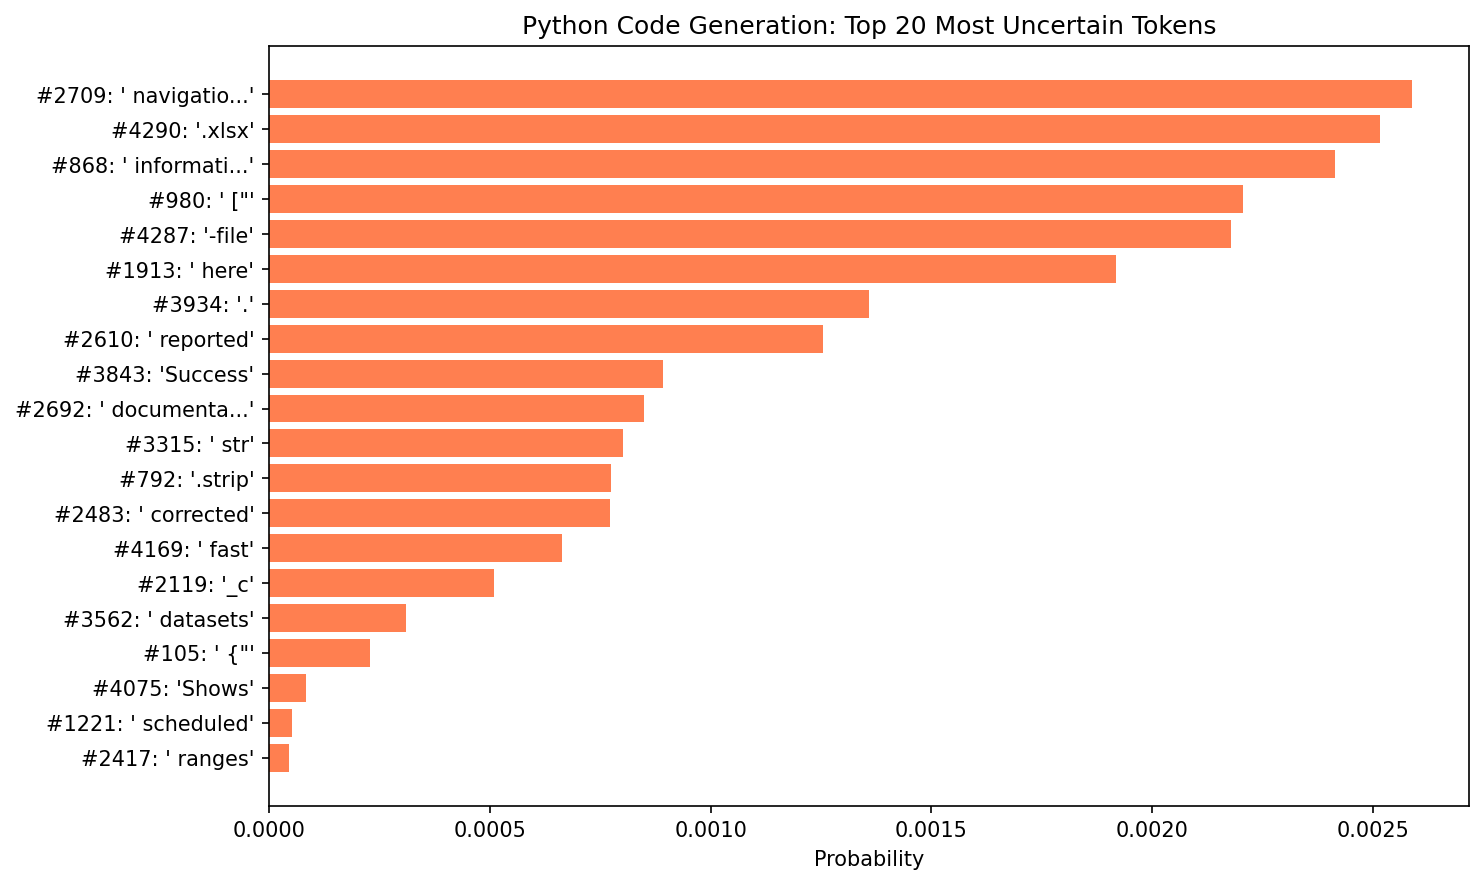 Python Code Generation: Top 20 Most Uncertain Tokens
#2709: ' navigatio...'
#4290: '.xlsx'
#868: ' informati...'
#980: ' ["'
#4287: '-file'
#1913: ' here'
#3934: '.'
#2610: ' reported'
#3843: 'Success'
#2692: ' documenta...'
#3315: ' str'
#792: '.strip'
#2483: ' corrected'
#4169: ' fast'
#2119: '_c'
#3562: ' datasets'
#105: ' {"'
#4075: 'Shows'
#1221: ' scheduled'
#2417: ' ranges'
0.0000 0.0005 0.0010 0.0015 0.0020 0.0025
Probability